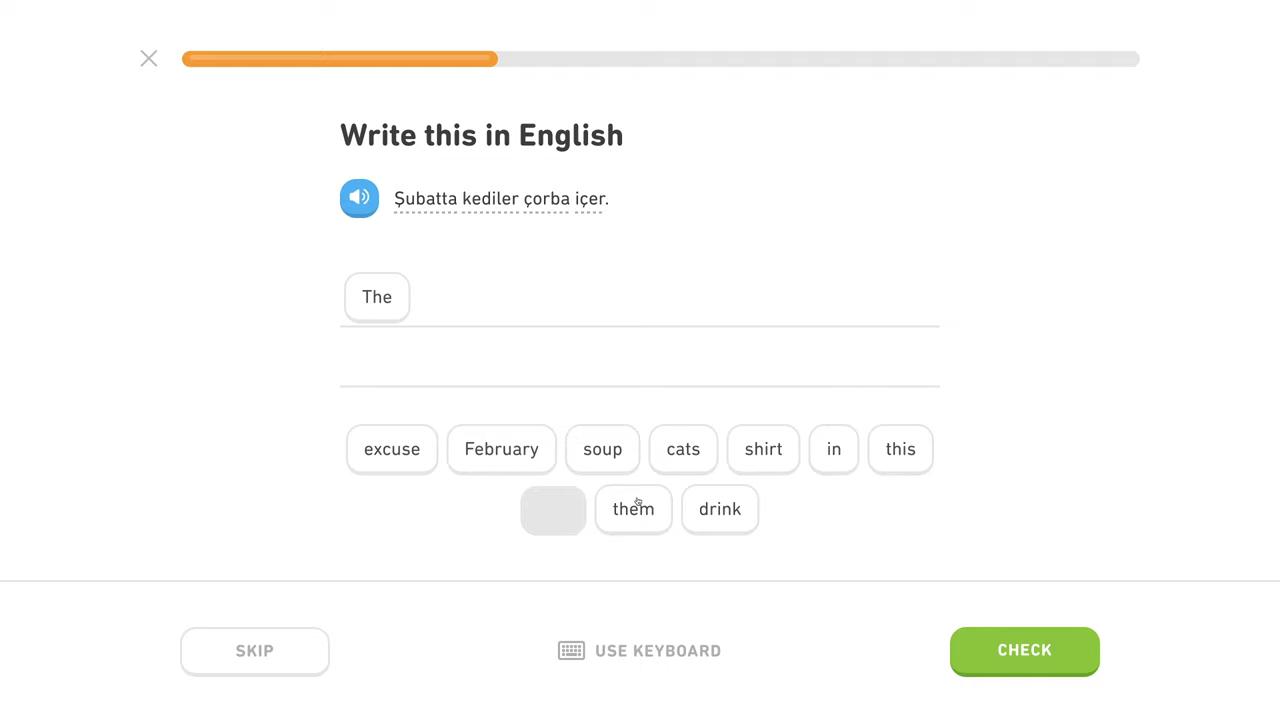 Write this in English
Şubatta kediler çorba içer.
The
excuse February soup cats shirt in this
them drink
SKIP USE KEYBOARD CHECK